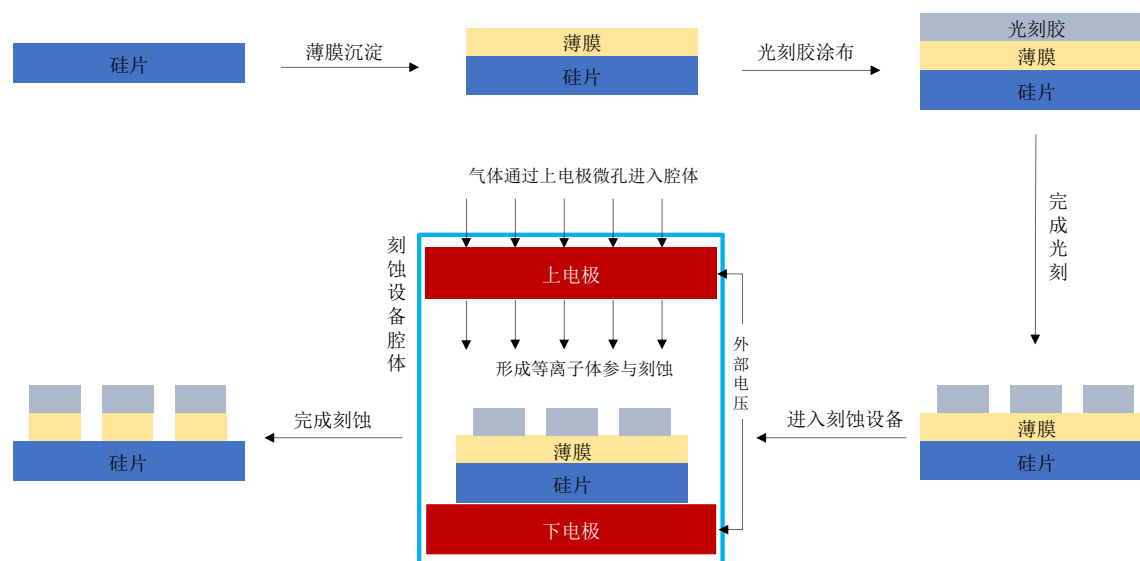 硅片
薄膜沉淀
薄膜
硅片
光刻胶涂布
光刻胶
薄膜
硅片
完成光刻
薄膜
硅片
进入刻蚀设备
气体通过上电极微孔进入腔体
刻蚀设备腔体
上电极
外部电压
形成等离子体参与刻蚀
薄膜
硅片
下电极
完成刻蚀
硅片